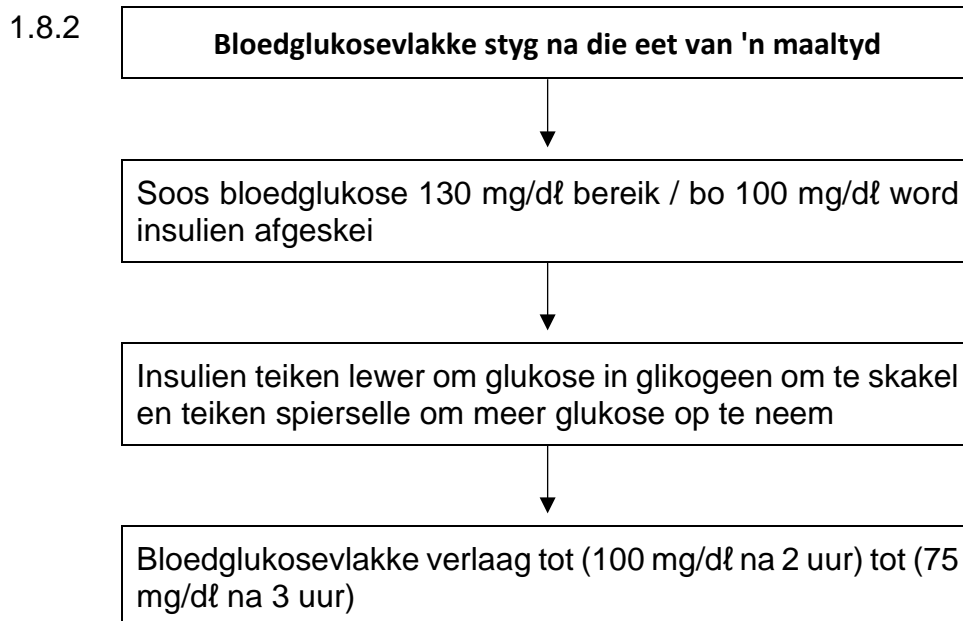 1.8.2
Bloedglukosevlakke styg na die eet van 'n maaltyd
Soos bloedglukose 130 mg/dℓ bereik / bo 100 mg/dℓ word
insulien afgeskei
Insulien teiken lewer om glukose in glikogeen om te skakel
en teiken spierselle om meer glukose op te neem
Bloedglukosevlakke verlaag tot (100 mg/dℓ na 2 uur) tot (75
mg/dℓ na 3 uur)